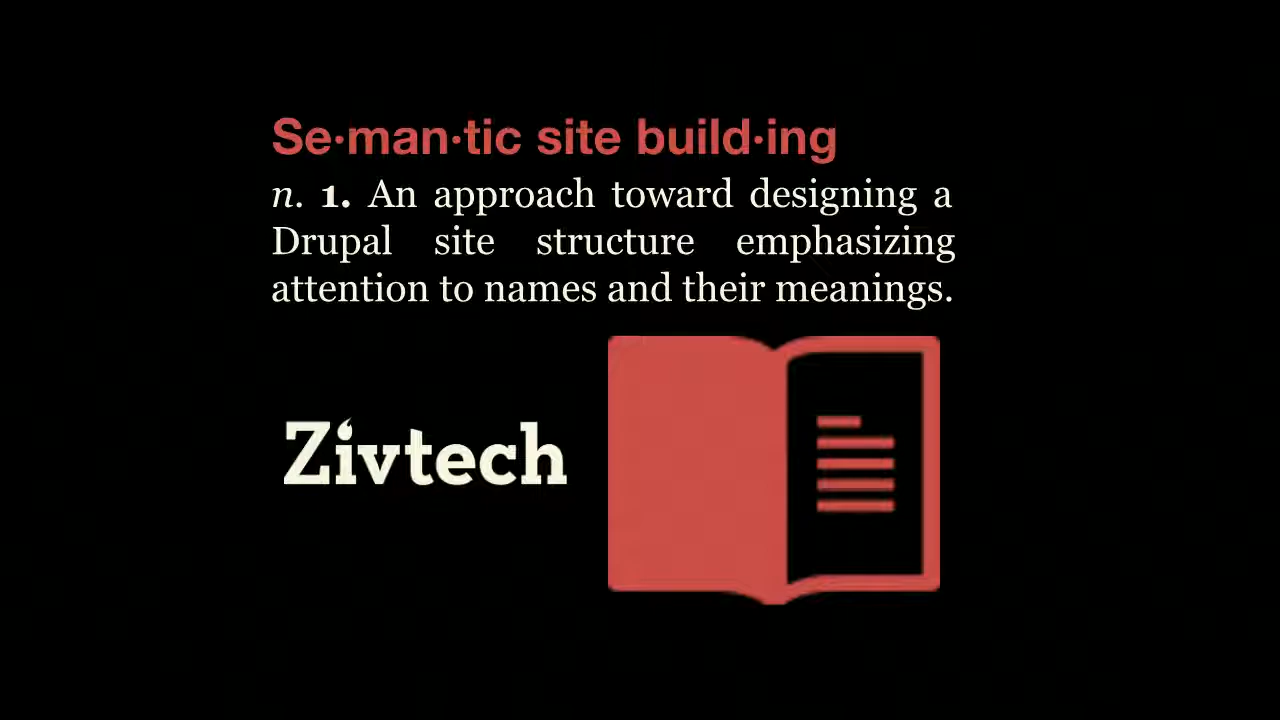 Se·man·tic site build·ing
n. 1. An approach toward designing a
Drupal site structure emphasizing
attention to names and their meanings.
Zivtech